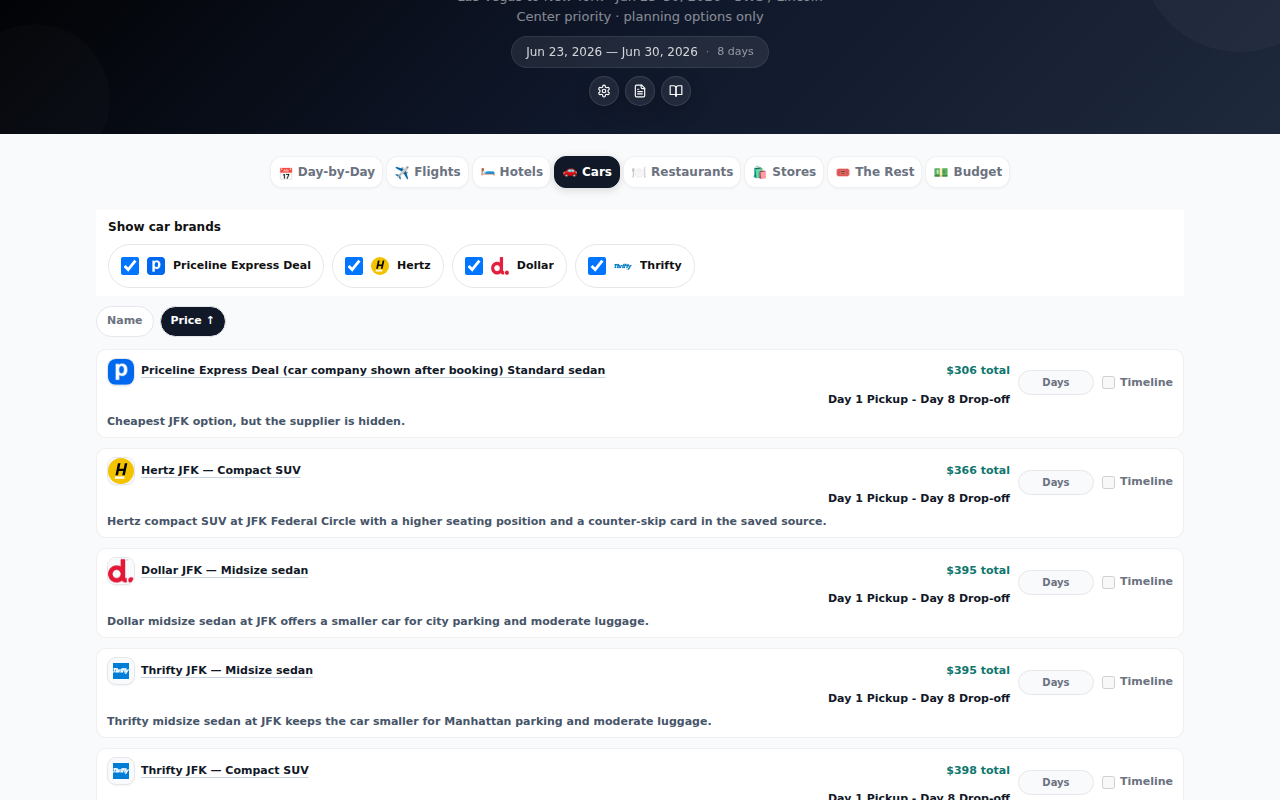 Center priority · planning options only
Jun 23, 2026 — Jun 30, 2026 · 8 days
Day-by-Day
Flights
Hotels
Cars
Restaurants
Stores
The Rest
Budget
Show car brands
Priceline Express Deal
Hertz
Dollar
Thrifty
Name
Price ↑
Priceline Express Deal (car company shown after booking) Standard sedan
$306 total
Days
Timeline
Day 1 Pickup - Day 8 Drop-off
Cheapest JFK option, but the supplier is hidden.
Hertz JFK — Compact SUV
$366 total
Days
Timeline
Day 1 Pickup - Day 8 Drop-off
Hertz compact SUV at JFK Federal Circle with a higher seating position and a counter-skip card in the saved source.
Dollar JFK — Midsize sedan
$395 total
Days
Timeline
Day 1 Pickup - Day 8 Drop-off
Dollar midsize sedan at JFK offers a smaller car for city parking and moderate luggage.
Thrifty JFK — Midsize sedan
$395 total
Days
Timeline
Day 1 Pickup - Day 8 Drop-off
Thrifty midsize sedan at JFK keeps the car smaller for Manhattan parking and moderate luggage.
Thrifty JFK — Compact SUV
$398 total
Days
Timeline
Day 1 Pickup - Day 8 Drop-off